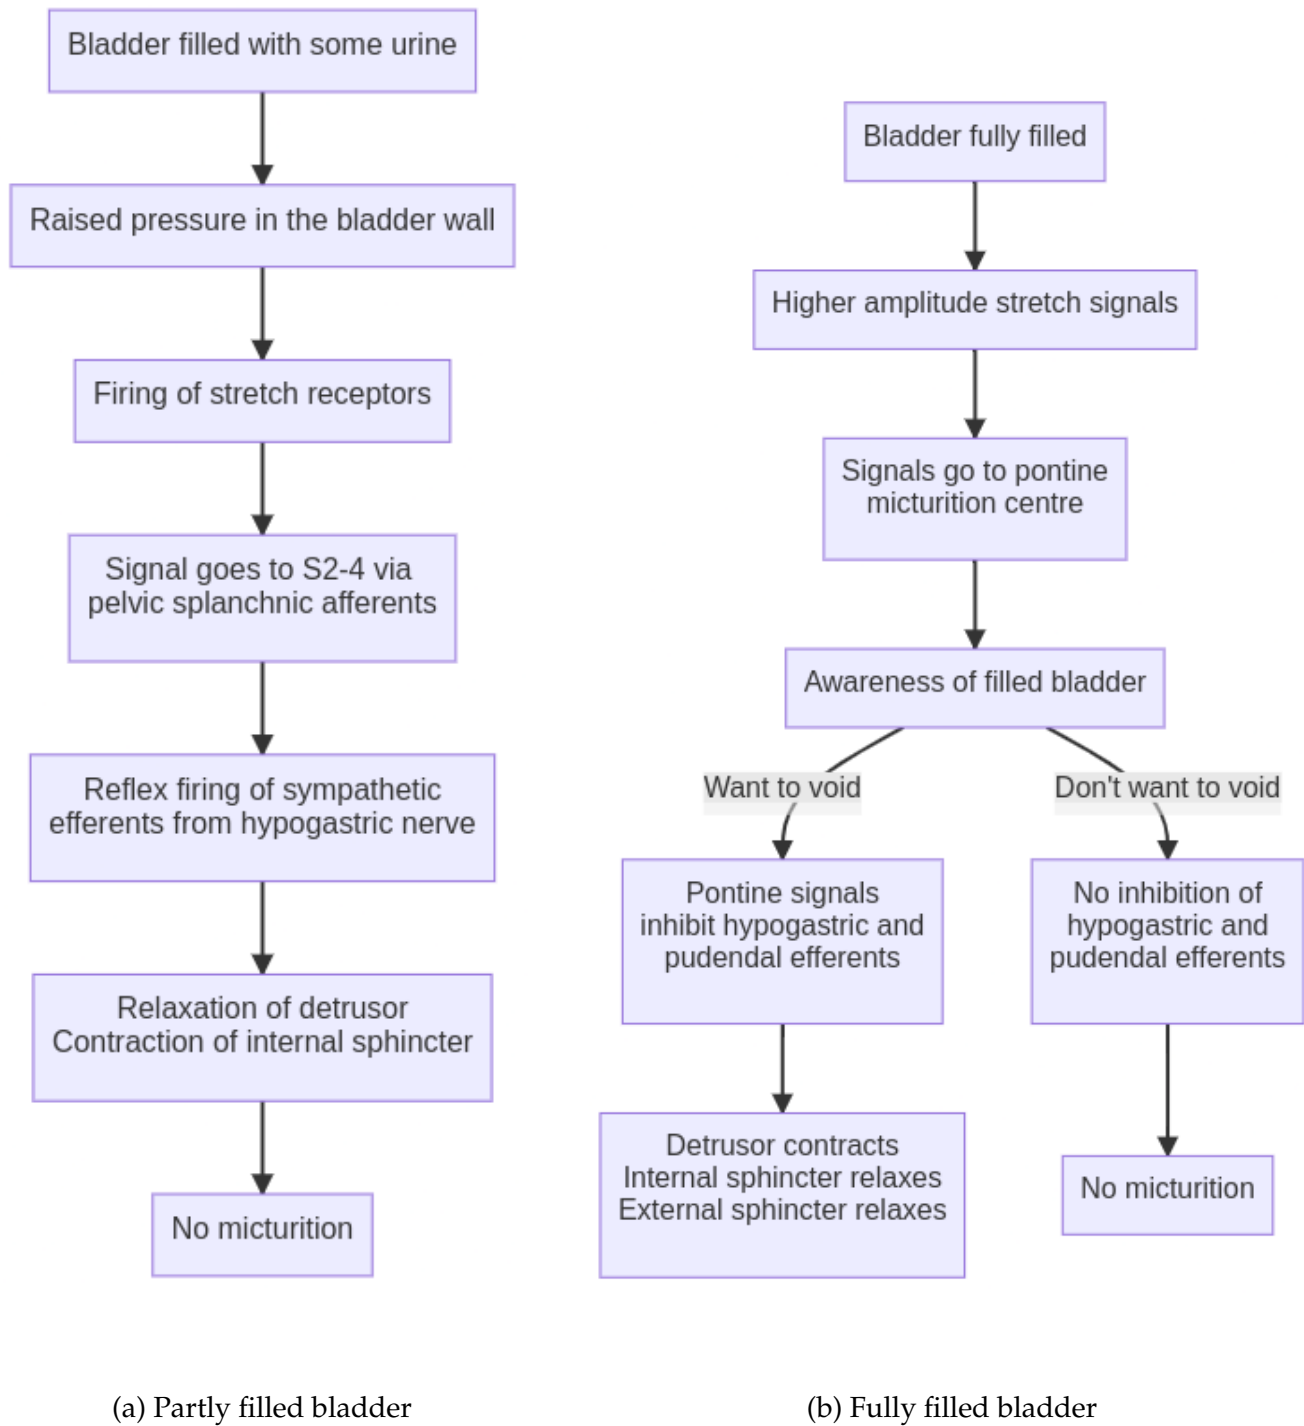 Bladder filled with some urine
Raised pressure in the bladder wall
Firing of stretch receptors
Signal goes to S2-4 via
pelvic splanchnic afferents
Reflex firing of sympathetic
efferents from hypogastric nerve
Relaxation of detrusor
Contraction of internal sphincter
No micturition
(a) Partly filled bladder
Bladder fully filled
Higher amplitude stretch signals
Signals go to pontine
micturition centre
Awareness of filled bladder
Want to void
Don't want to void
Pontine signals
inhibit hypogastric and
pudendal efferents
No inhibition of
hypogastric and
pudendal efferents
Detrusor contracts
Internal sphincter relaxes
External sphincter relaxes
No micturition
(b) Fully filled bladder